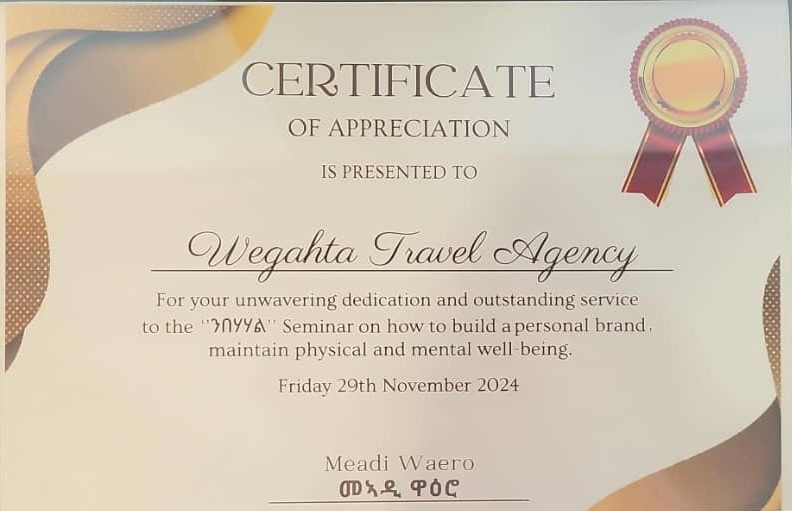 CERTIFICATE
OF APPRECIATION
IS PRESENTED TO
Wegahta Travel Agency
For your unwavering dedication and outstanding service
to the "ንበሃሃል" Seminar on how to build a personal brand,
maintain physical and mental well-being.
Friday 29th November 2024
Meadi Waero
መኣዲ ዋዕሮ